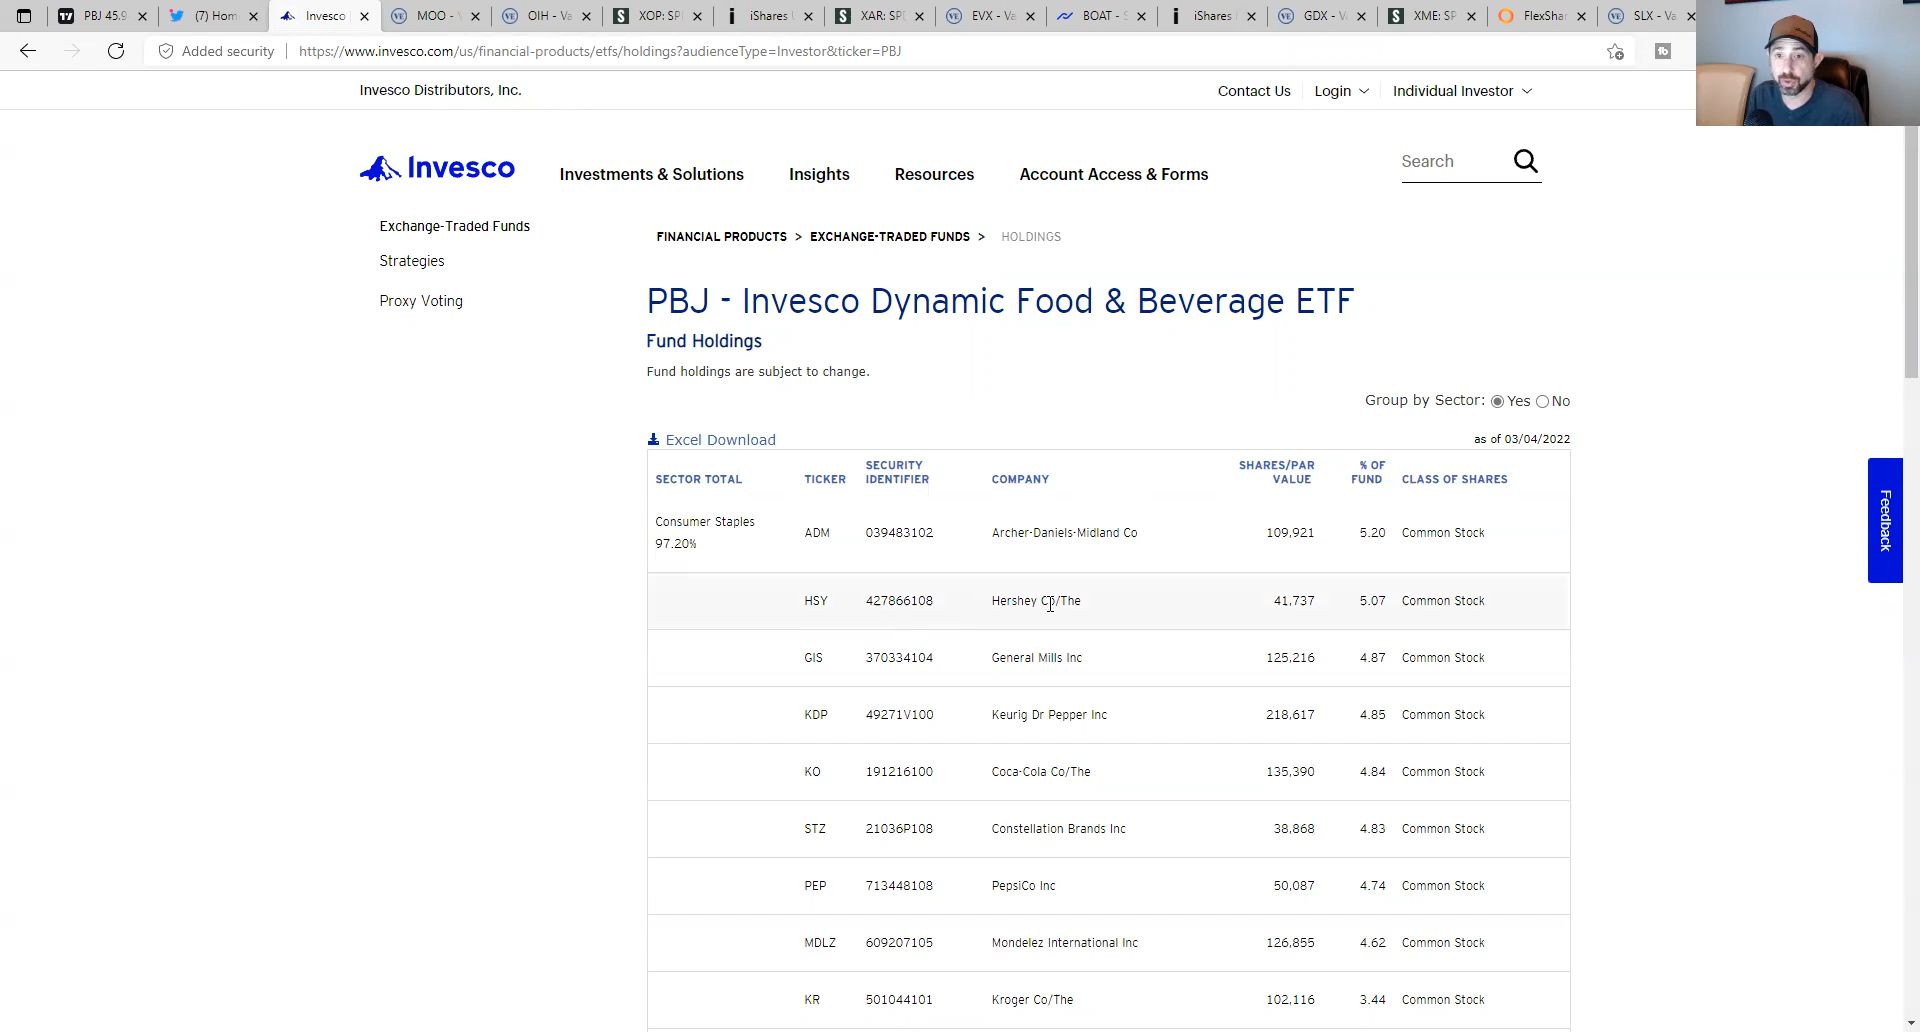 PBJ 45.9
(7) Hom
Invesco
MOO -
OIH - Va
XOP: SP
iShares
XAR: SP
EVX - Va
BOAT -
iShares
GDX - V
XME: SP
FlexShar
SLX - Va
Added security
https://www.invesco.com/us/financial-products/etfs/holdings?audienceType=Investor&ticker=PBJ
Invesco Distributors, Inc.
Contact Us
Login
Individual Investor
Invesco
Investments & Solutions
Insights
Resources
Account Access & Forms
Search
Exchange-Traded Funds
Strategies
Proxy Voting
FINANCIAL PRODUCTS > EXCHANGE-TRADED FUNDS > HOLDINGS
PBJ - Invesco Dynamic Food & Beverage ETF
Fund Holdings
Fund holdings are subject to change.
Group by Sector: Yes No
Excel Download
as of 03/04/2022
SECTOR TOTAL TICKER SECURITY IDENTIFIER COMPANY SHARES/PAR VALUE % OF FUND CLASS OF SHARES
Consumer Staples 97.20% ADM 039483102 Archer-Daniels-Midland Co 109,921 5.20 Common Stock
HSY 427866108 Hershey Co/The 41,737 5.07 Common Stock
GIS 370334104 General Mills Inc 125,216 4.87 Common Stock
KDP 49271V100 Keurig Dr Pepper Inc 218,617 4.85 Common Stock
KO 191216100 Coca-Cola Co/The 135,390 4.84 Common Stock
STZ 21036P108 Constellation Brands Inc 38,868 4.83 Common Stock
PEP 713448108 PepsiCo Inc 50,087 4.74 Common Stock
MDLZ 609207105 Mondelez International Inc 126,855 4.62 Common Stock
KR 501044101 Kroger Co/The 102,116 3.44 Common Stock
Feedback